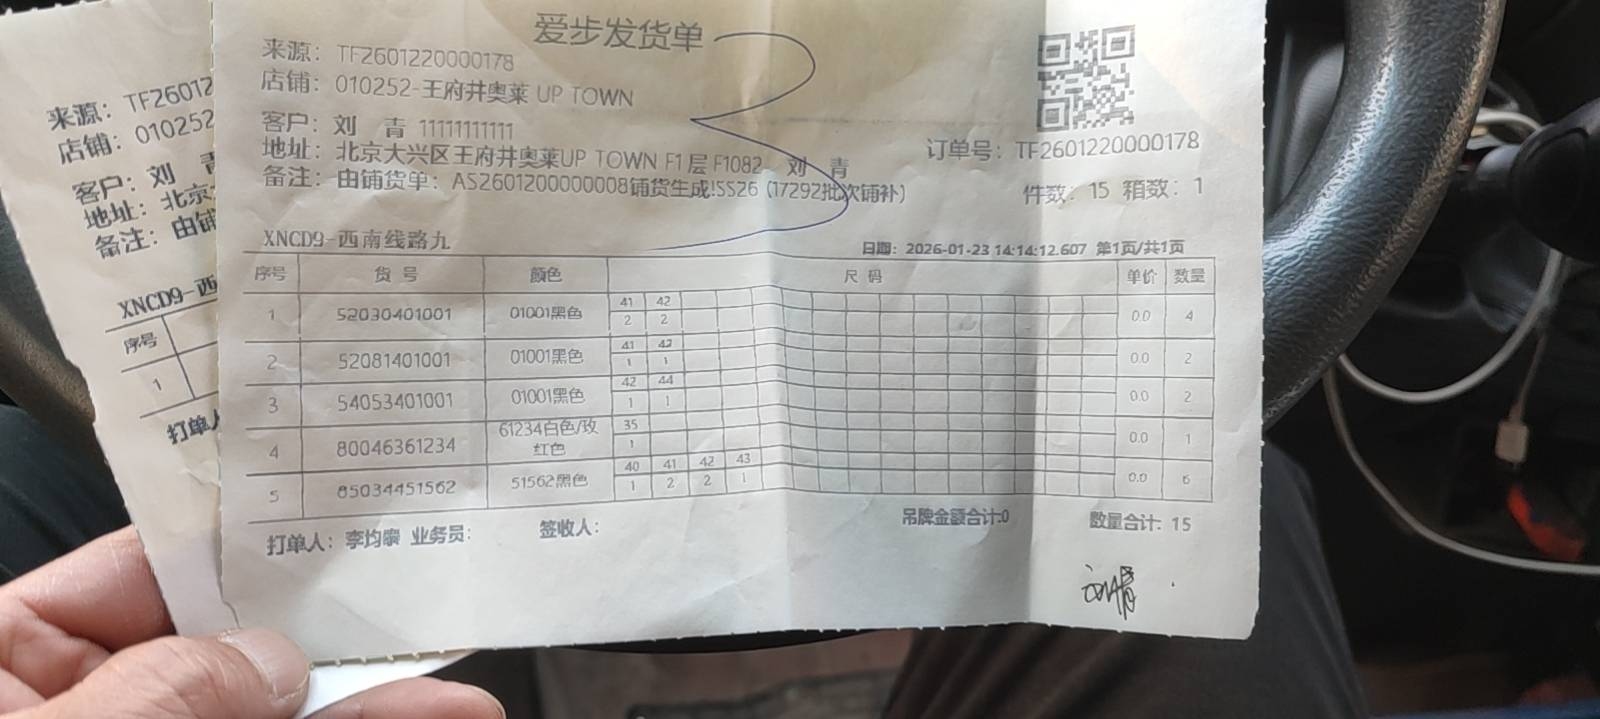 爱步发货单
来源：TF2601220000178
店铺：010252-王府井奥莱 UP TOWN
客户：刘 青 11111111111
地址：北京大兴区王府井奥莱UP TOWN F1层 F1082 刘 青
备注：由铺货单：AS2601200000008铺货生成!SS26 (17292批次铺补)
订单号：TF2601220000178
件数：15 箱数：1
XNCD9-西南线路九
日期：2026-01-23 14:14:12.607 第1页/共1页
序号 货号 颜色 尺码 单价 数量
41 42
1 52030401001 01001黑色 2 2 0.0 4
41 42
2 52081401001 01001黑色 1 1 0.0 2
42 44
3 54053401001 01001黑色 1 1 0.0 2
35
4 80046361234 61234白色/玫红色 1 0.0 1
40 41 42 43
5 85034451562 51562黑色 1 2 2 1 0.0 6
吊牌金额合计:0 数量合计：15
打单人：李均 业务员： 签收人：
刘青
来源：TF26012
店铺：010252
客户：刘 青
地址：北京
备注：由铺
XNCD9-西
序号
1
打单人